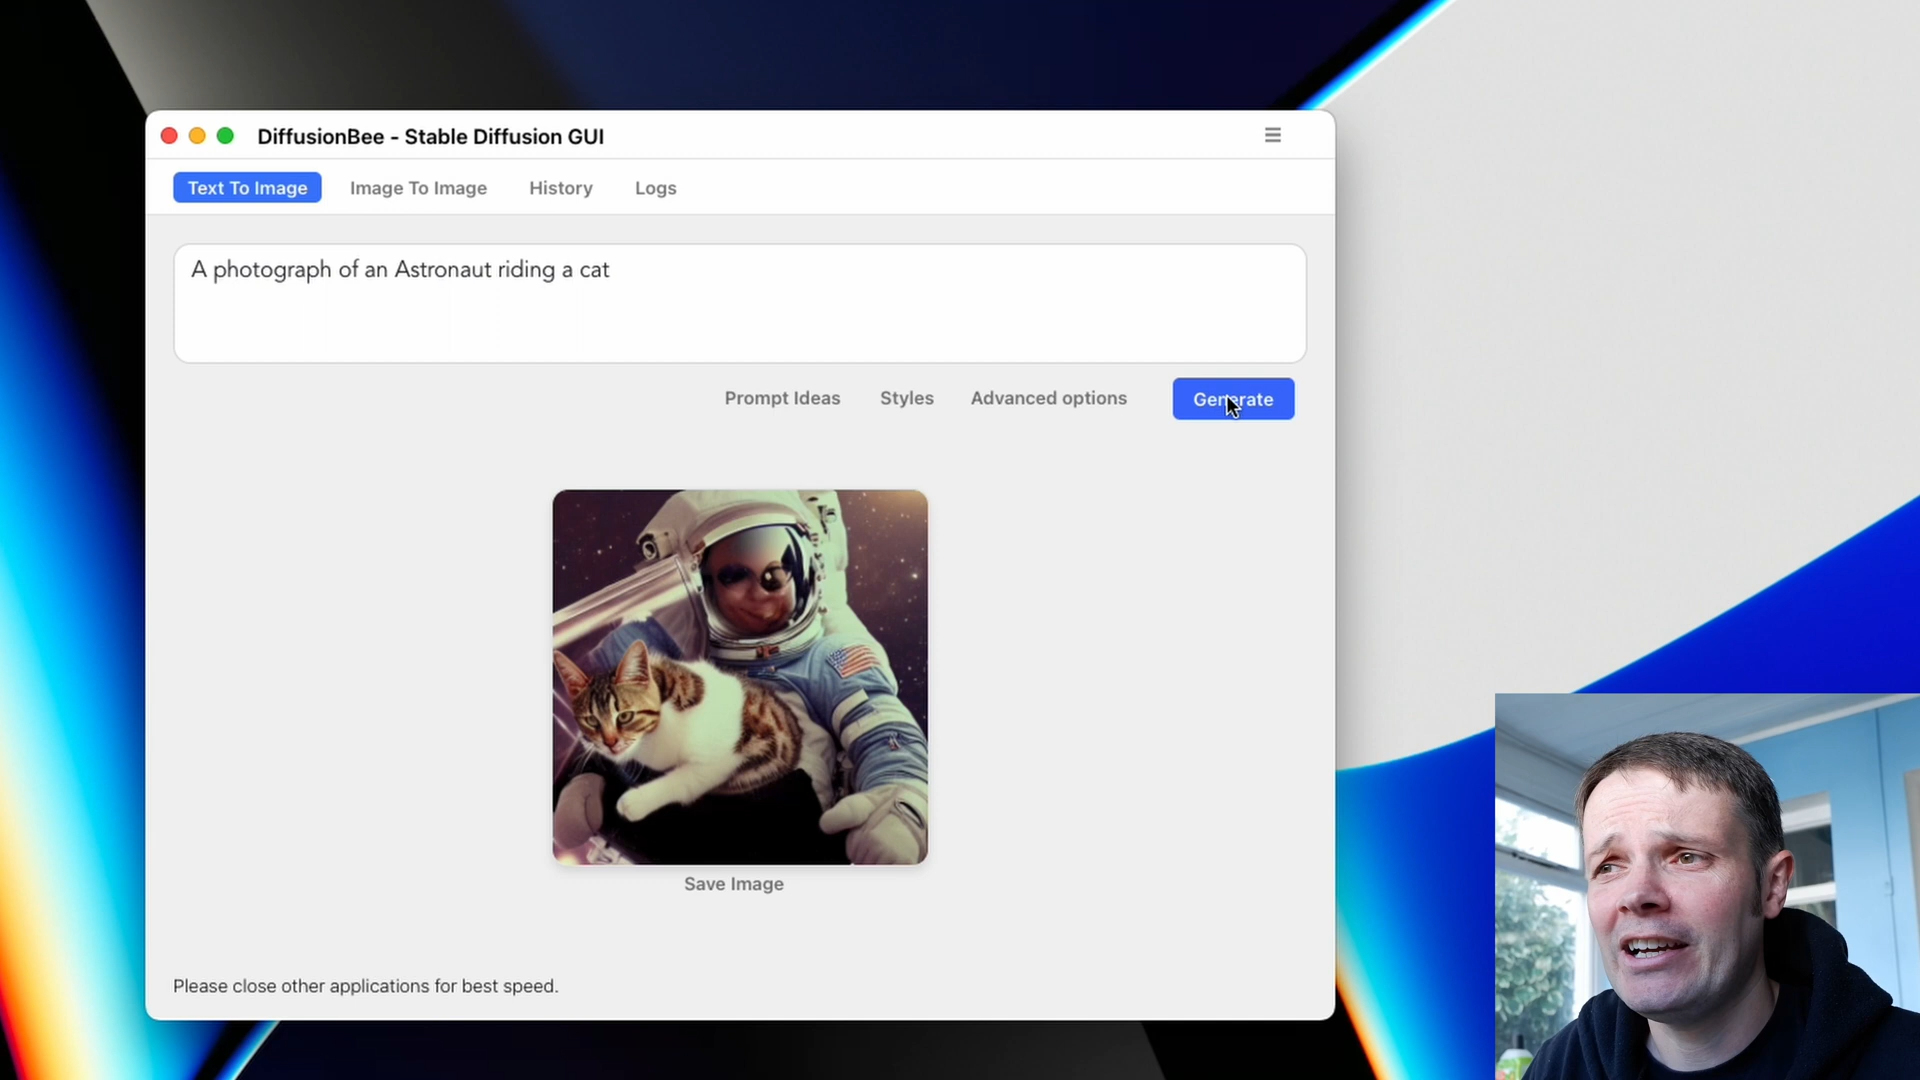 DiffusionBee - Stable Diffusion GUI
Text To Image
Image To Image
History
Logs
A photograph of an Astronaut riding a cat
Prompt Ideas
Styles
Advanced options
Generate
Save Image
Please close other applications for best speed.